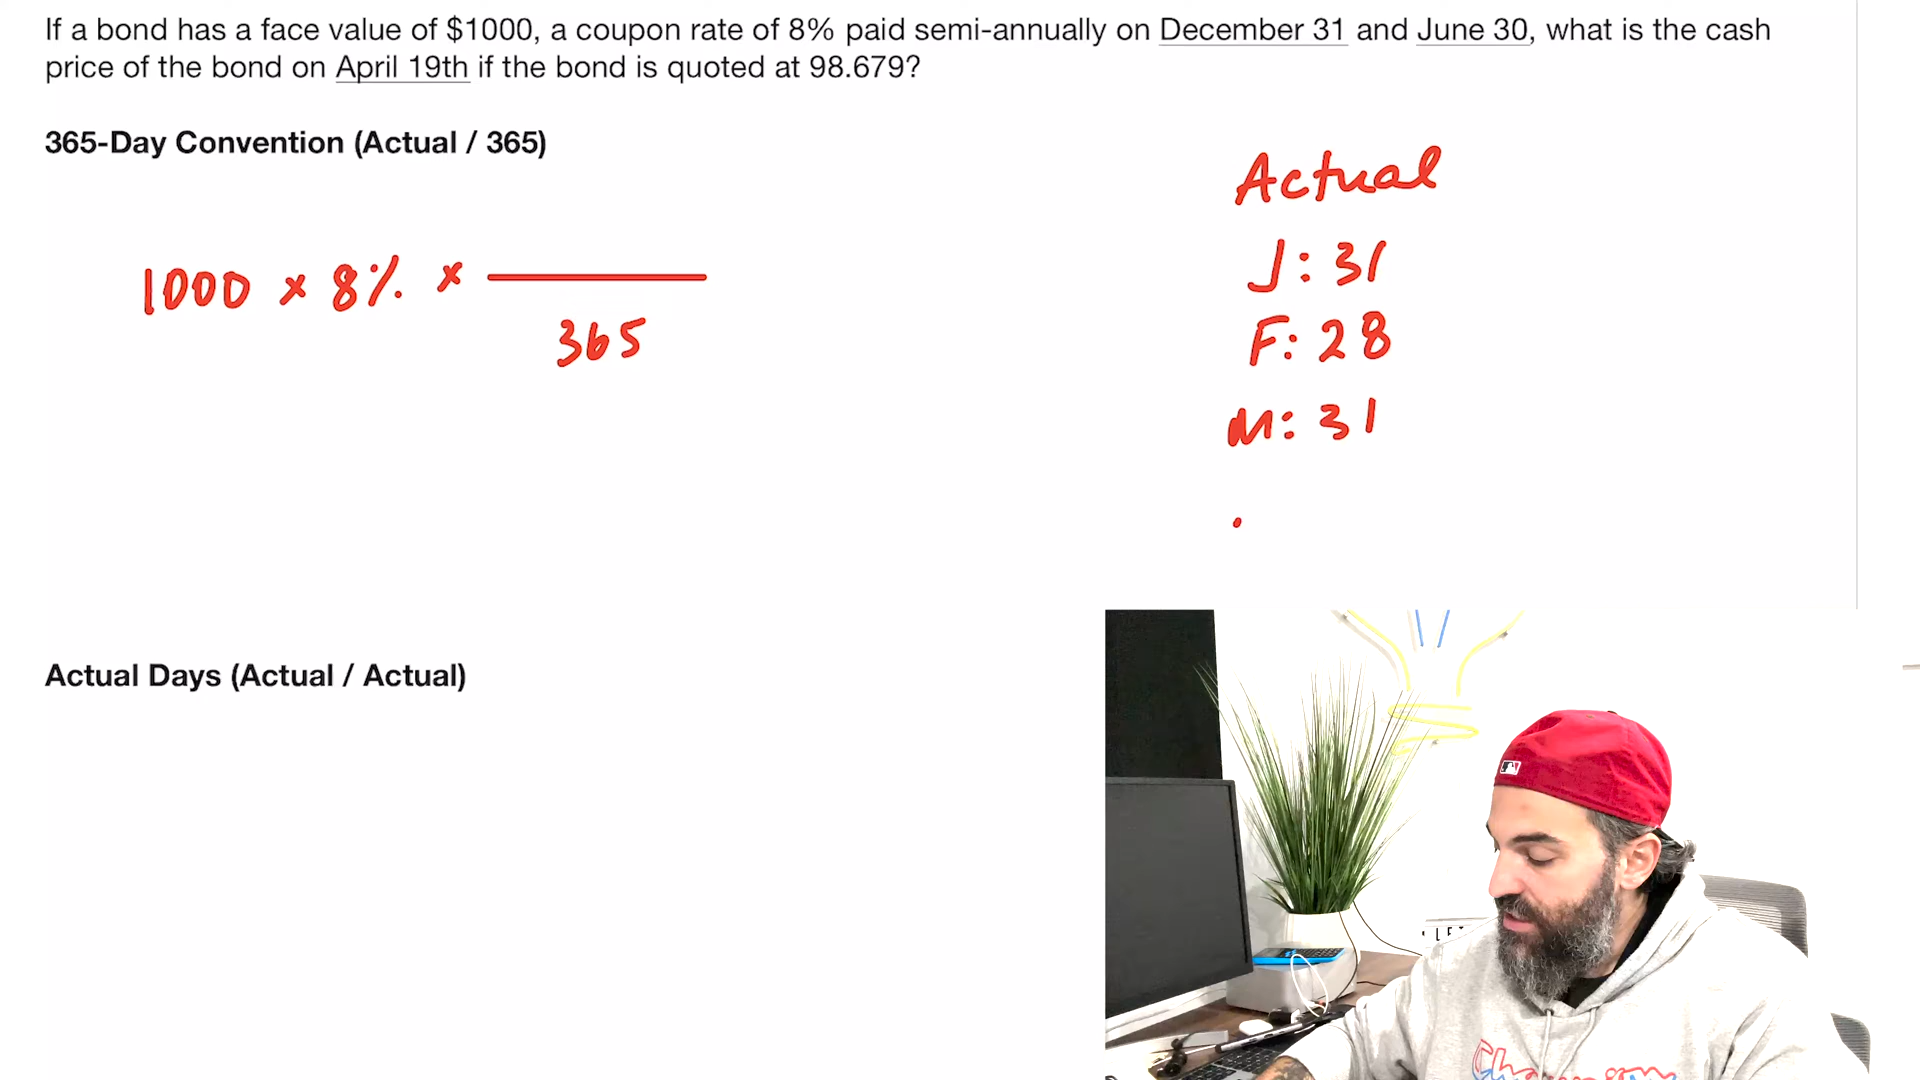 If a bond has a face value of $1000, a coupon rate of 8% paid semi-annually on December 31 and June 30, what is the cash
price of the bond on April 19th if the bond is quoted at 98.679?
365-Day Convention (Actual / 365)
Actual
J: 31
F: 28
M: 31
1000 × 8% × ———
365
Actual Days (Actual / Actual)
LET